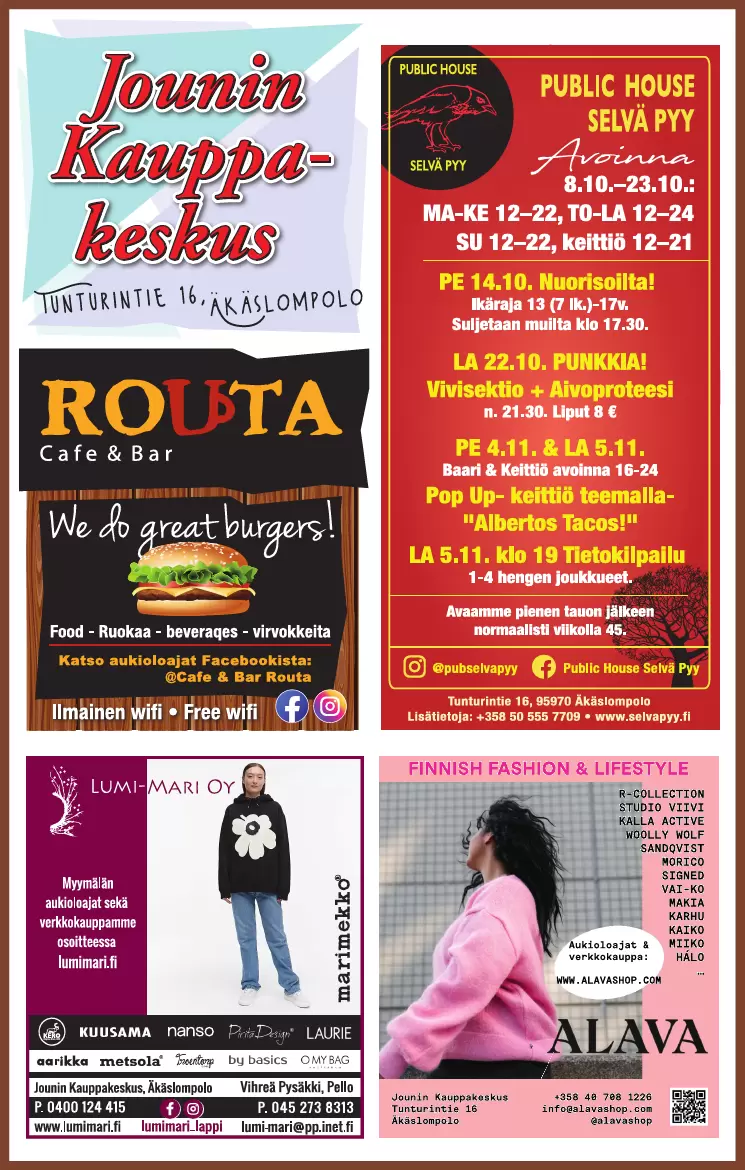 Jounin
Kauppa-
keskus
TUNTURINTIE 16, ÄKÄSLOMPOLO
ROUTA
Cafe & Bar
We do great burgers!
Food - Ruokaa - beveraqes - virvokkeita
Katso aukioloajat Facebookista:
@Cafe & Bar Routa
Ilmainen wifi • Free wifi
PUBLIC HOUSE
SELVÄ PYY
PUBLIC HOUSE
SELVÄ PYY
Avoinna
8.10.–23.10.:
MA-KE 12–22, TO-LA 12–24
SU 12–22, keittiö 12–21
PE 14.10. Nuorisoilta!
Ikäraja 13 (7 lk.)-17v.
Suljetaan muilta klo 17.30.
LA 22.10. PUNKKIA!
Vivisektio + Aivoproteesi
n. 21.30. Liput 8 €
PE 4.11. & LA 5.11.
Baari & Keittiö avoinna 16-24
Pop Up- keittiö teemalla-
"Albertos Tacos!"
LA 5.11. klo 19 Tietokilpailu
1-4 hengen joukkueet.
Avaamme pienen tauon jälkeen
normaalisti viikolla 45.
@pubselvapyy Public House Selvä Pyy
Tunturintie 16, 95970 Äkäslompolo
Lisätietoja: +358 50 555 7709 • www.selvapyy.fi
LUMI-MARI OY
Myymälän
aukioloajat sekä
verkkokauppamme
osoitteessa
lumimari.fi
marimekko®
KEKO KUUSAMA nanso PiritaDesign® LAURIE
aarikka metsola® Froentorp by basics O MY BAG
AMSTERDAM
Jounin Kauppakeskus, Äkäslompolo Vihreä Pysäkki, Pello
P. 0400 124 415 P. 045 273 8313
www.lumimari.fi lumimari_lappi lumi-mari@pp.inet.fi
FINNISH FASHION & LIFESTYLE
R-COLLECTION
STUDIO VIIVI
KALLA ACTIVE
WOOLLY WOLF
SANDQVIST
MORICO
SIGNED
VAI-KO
MAKIA
KARHU
KAIKO
MIIKO
HÁLO
…
Aukioloajat &
verkkokauppa:
WWW.ALAVASHOP.COM
ALAVA
Jounin Kauppakeskus
Tunturintie 16
Äkäslompolo
+358 40 708 1226
info@alavashop.com
@alavashop